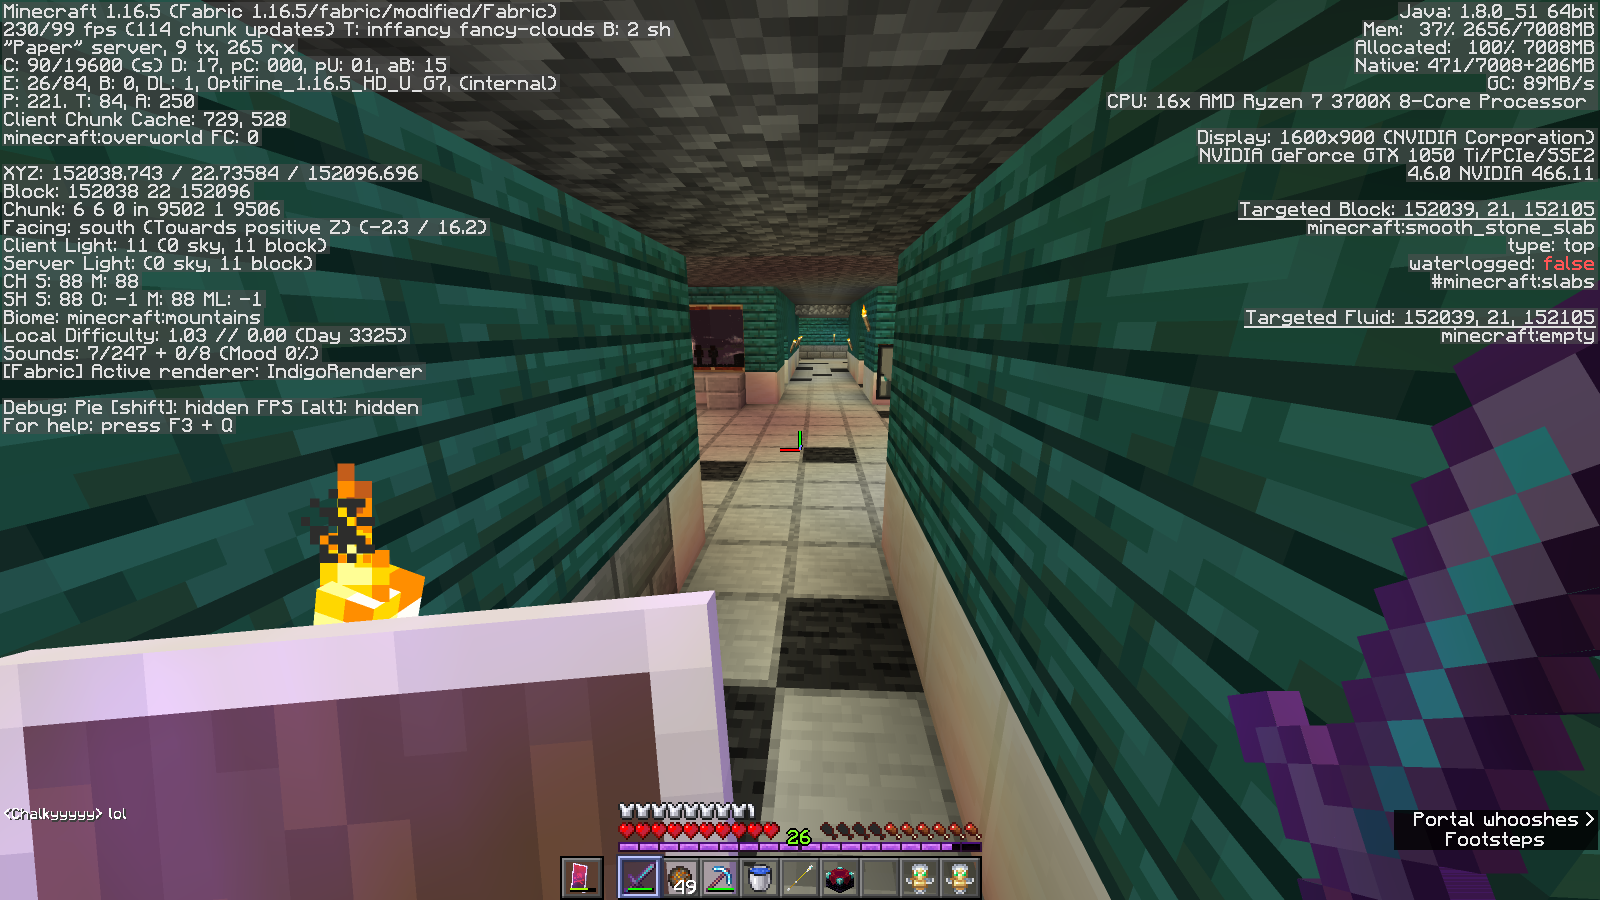 Minecraft 1.16.5 (Fabric 1.16.5/fabric/modified/Fabric)
230/99 fps (114 chunk updates) T: inffancy fancy-clouds B: 2 sh
"Paper" server, 9 tx, 265 rx
C: 90/19600 (s) D: 17, pC: 000, pU: 01, aB: 15
E: 26/84, B: 0, DL: 1, OptiFine_1.16.5_HD_U_G7, (internal)
P: 221, T: 84, A: 250
Client Chunk Cache: 729, 528
minecraft:overworld FC: 0
XYZ: 152038.743 / 22.73584 / 152096.696
Block: 152038 22 152096
Chunk: 6 6 0 in 9502 1 9506
Facing: south (Towards positive Z) (-2.3 / 16.2)
Client Light: 11 (0 sky, 11 block)
Server Light: (0 sky, 11 block)
CH S: 88 M: 88
SH S: 88 O: -1 M: 88 ML: -1
Biome: minecraft:mountains
Local Difficulty: 1.03 // 0.00 (Day 3325)
Sounds: 7/247 + 0/8 (Mood 0%)
[Fabric] Active renderer: IndigoRenderer
Debug: Pie [shift]: hidden FPS [alt]: hidden
For help: press F3 + Q
Java: 1.8.0_51 64bit
Mem: 37% 2656/7008MB
Allocated: 100% 7008MB
Native: 471/7008+206MB
GC: 89MB/s
CPU: 16x AMD Ryzen 7 3700X 8-Core Processor
Display: 1600x900 (NVIDIA Corporation)
NVIDIA GeForce GTX 1050 Ti/PCIe/SSE2
4.6.0 NVIDIA 466.11
Targeted Block: 152039, 21, 152105
minecraft:smooth_stone_slab
type: top
waterlogged: false
#minecraft:slabs
Targeted Fluid: 152039, 21, 152105
minecraft:empty
<Chalkyyyyy> lol
Portal whooshes >
Footsteps
26
49